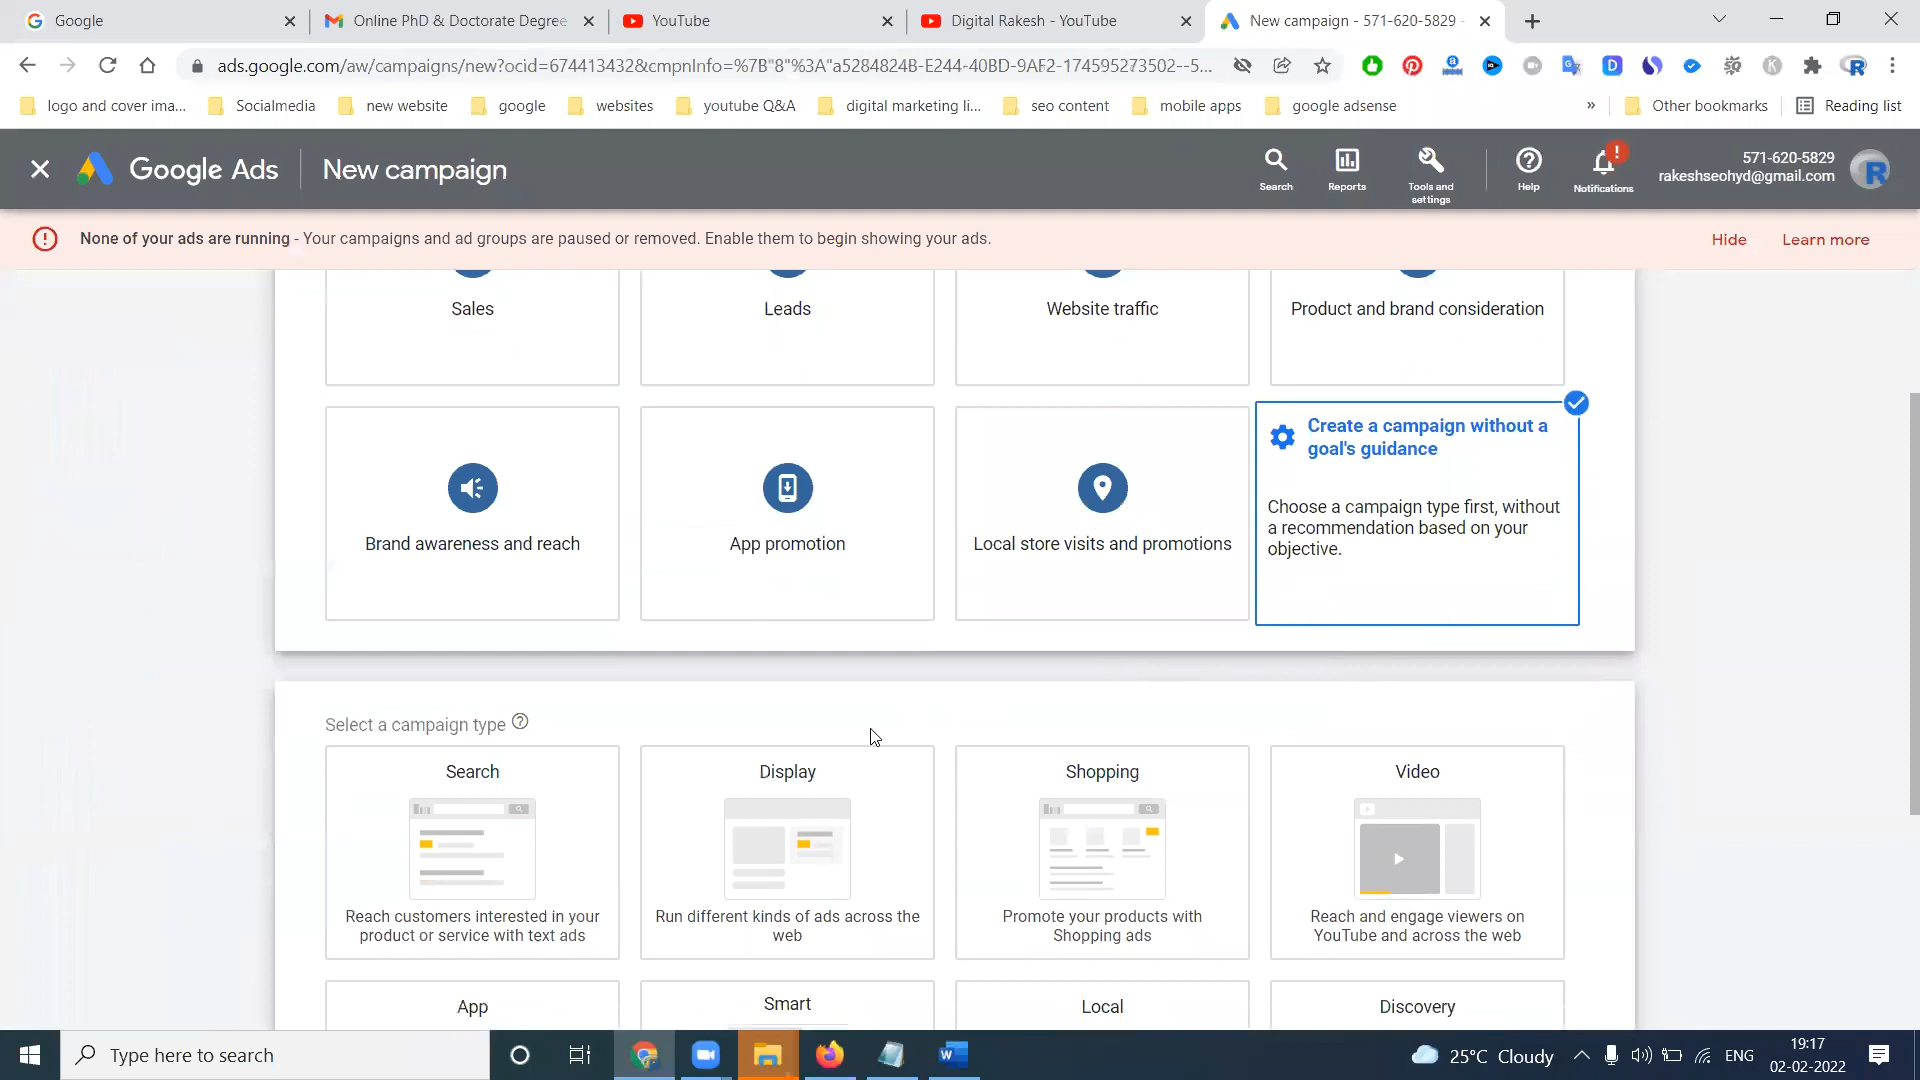 Google
Online PhD & Doctorate Degree
YouTube
Digital Rakesh - YouTube
New campaign - 571-620-5829 -
ads.google.com/aw/campaigns/new?ocid=674413432&cmpnInfo=%7B"8"%3A"a5284824B-E244-40BD-9AF2-174595273502--5...
logo and cover ima...
Socialmedia
new website
google
websites
youtube Q&A
digital marketing li...
seo content
mobile apps
google adsense
»
Other bookmarks
Reading list
Google Ads
New campaign
Search
Reports
Tools and
settings
Help
Notifications
571-620-5829
rakeshseohyd@gmail.com
None of your ads are running - Your campaigns and ad groups are paused or removed. Enable them to begin showing your ads.
Hide
Learn more
Sales
Leads
Website traffic
Product and brand consideration
Brand awareness and reach
App promotion
Local store visits and promotions
Create a campaign without a
goal's guidance
Choose a campaign type first, without
a recommendation based on your
objective.
Select a campaign type
Search
Reach customers interested in your
product or service with text ads
Display
Run different kinds of ads across the
web
Shopping
Promote your products with
Shopping ads
Video
Reach and engage viewers on
YouTube and across the web
App
Smart
Local
Discovery
Type here to search
25°C Cloudy
ENG
19:17
02-02-2022